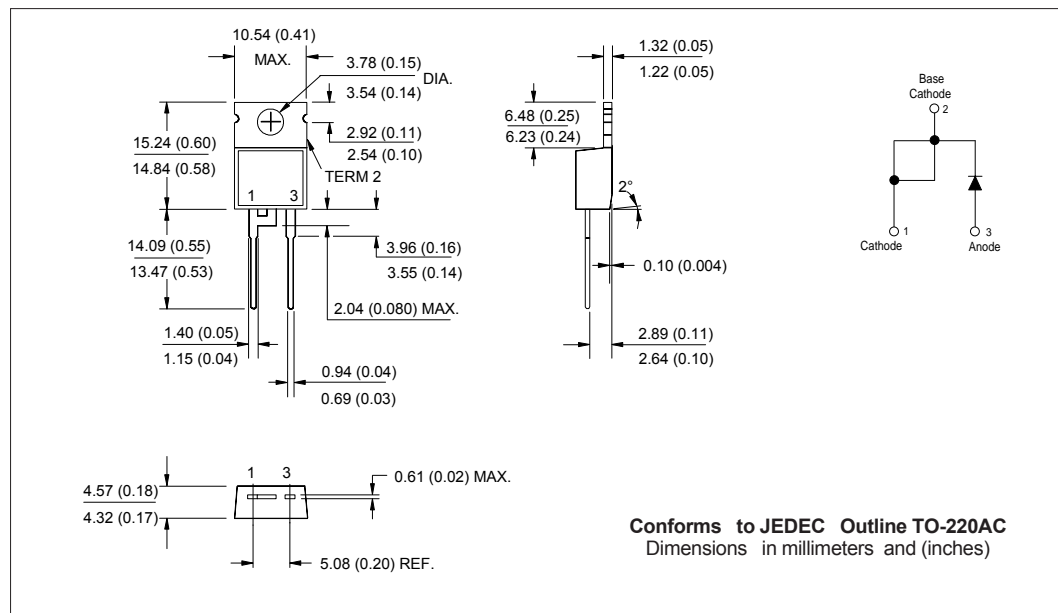 10.54 (0.41)
MAX.
3.78 (0.15)
3.54 (0.14)
DIA.
2.92 (0.11)
2.54 (0.10)
15.24 (0.60)
14.84 (0.58)
TERM 2
1 3
14.09 (0.55)
13.47 (0.53)
3.96 (0.16)
3.55 (0.14)
2.04 (0.080) MAX.
1.40 (0.05)
1.15 (0.04)
0.94 (0.04)
0.69 (0.03)
1.32 (0.05)
1.22 (0.05)
6.48 (0.25)
6.23 (0.24)
2°
0.10 (0.004)
2.89 (0.11)
2.64 (0.10)
Base
Cathode
2
1
Cathode
3
Anode
1 3
4.57 (0.18)
4.32 (0.17)
0.61 (0.02) MAX.
5.08 (0.20) REF.
Conforms to JEDEC Outline TO-220AC
Dimensions in millimeters and (inches)